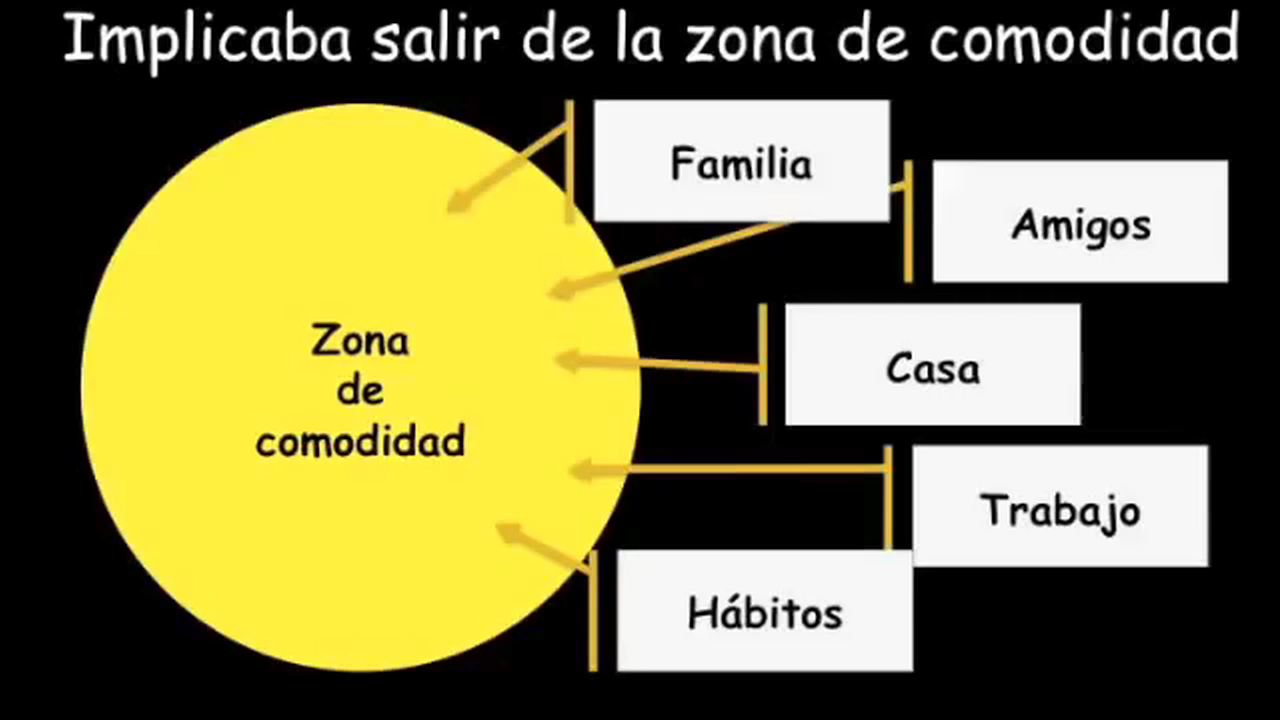 Implicaba salir de la zona de comodidad
Familia
Amigos
Zona
de
comodidad
Casa
Trabajo
Hábitos